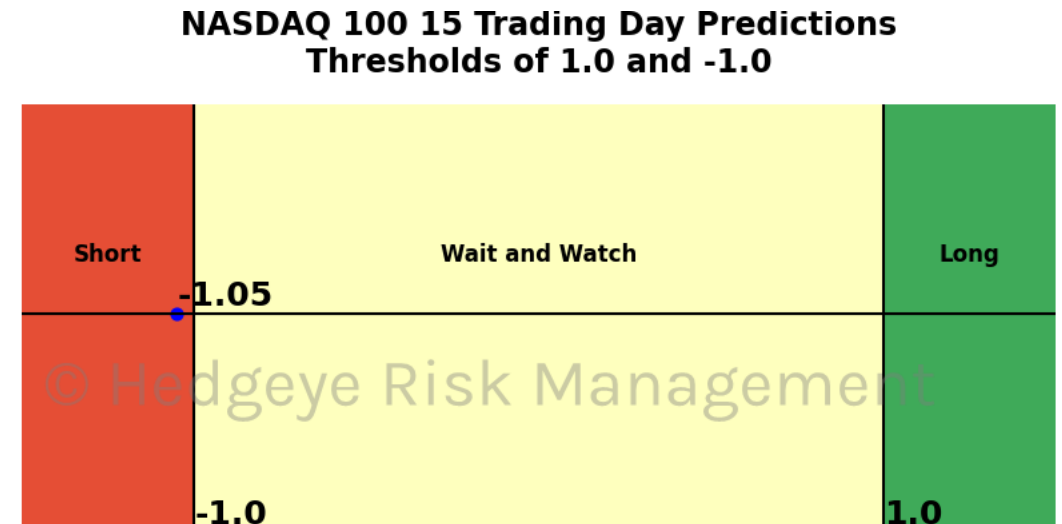 NASDAQ 100 15 Trading Day Predictions
Thresholds of 1.0 and -1.0
Short
Wait and Watch
Long
-1.05
© Hedgeye Risk Management
-1.0
1.0